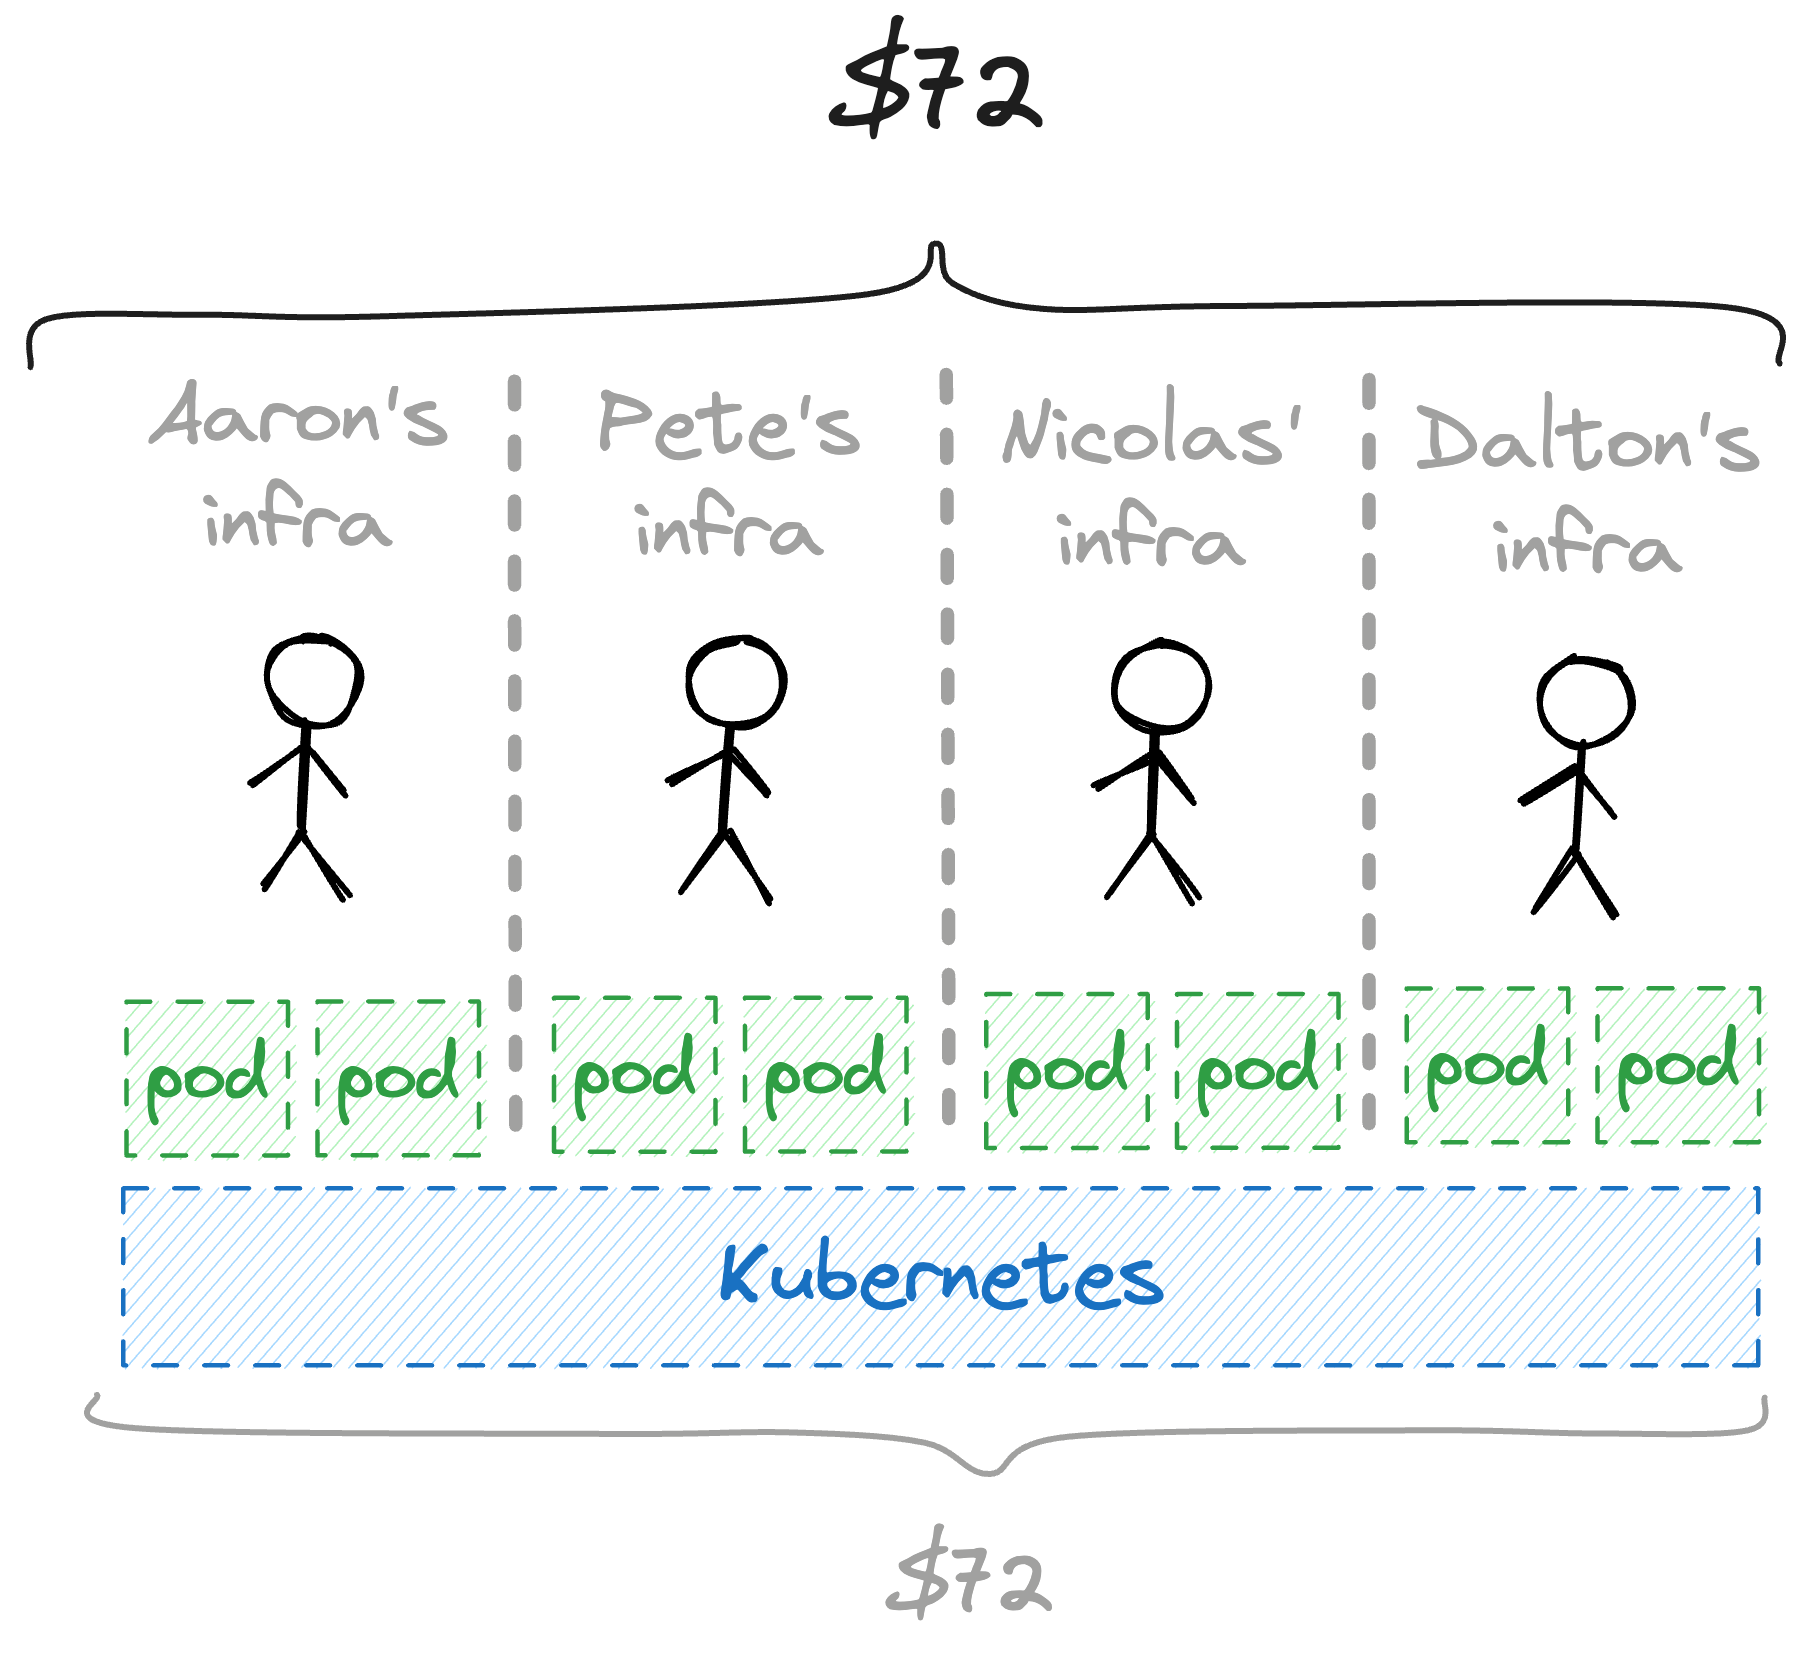 $72
Aaron's
infra
Pete's
infra
Nicolas'
infra
Dalton's
infra
pod pod pod pod pod pod pod pod
Kubernetes
$72